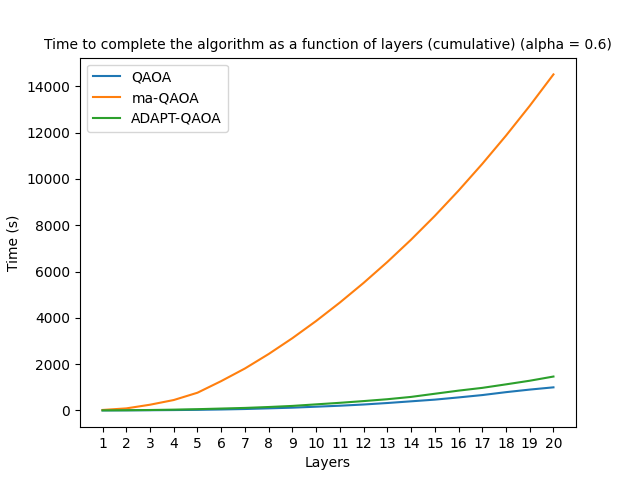 Time to complete the algorithm as a function of layers (cumulative) (alpha = 0.6)
QAOA
ma-QAOA
ADAPT-QAOA
Time (s)
14000
12000
10000
8000
6000
4000
2000
0
1 2 3 4 5 6 7 8 9 10 11 12 13 14 15 16 17 18 19 20
Layers